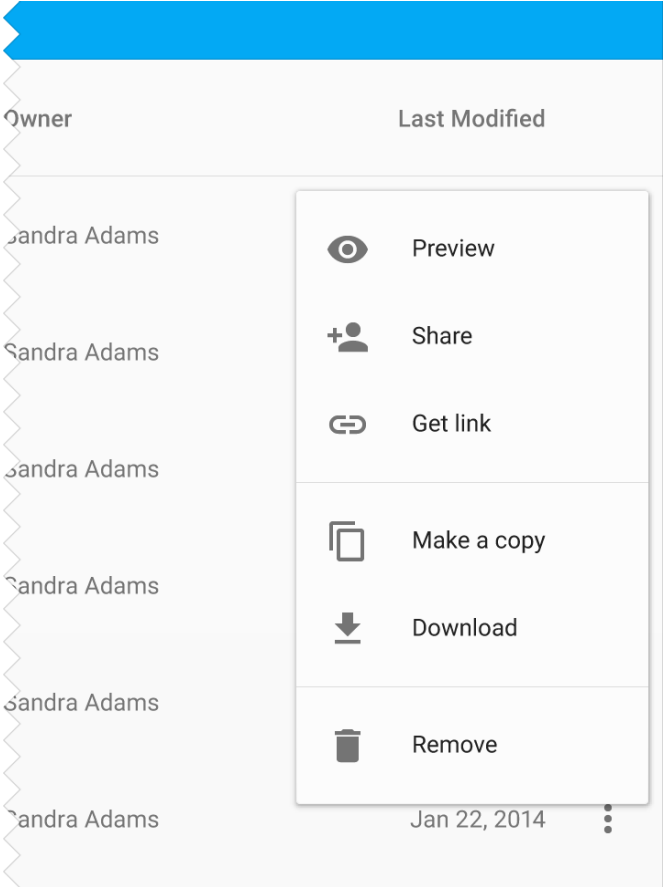 Owner Last Modified
Sandra Adams
Preview
Share
Sandra Adams
Get link
Sandra Adams
Make a copy
Sandra Adams
Download
Sandra Adams
Remove
Sandra Adams Jan 22, 2014